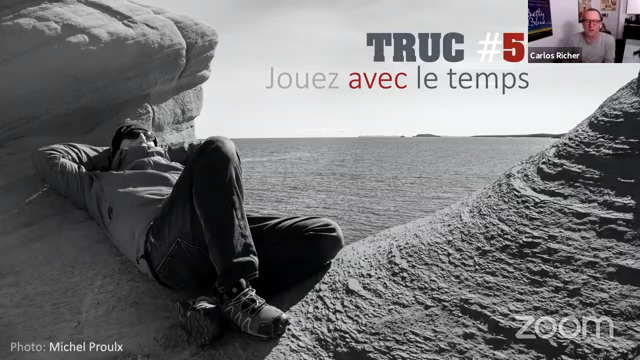 TRUC #5
Jouez avec le temps
Carlos Richer
Photo: Michel Proulx
zoom